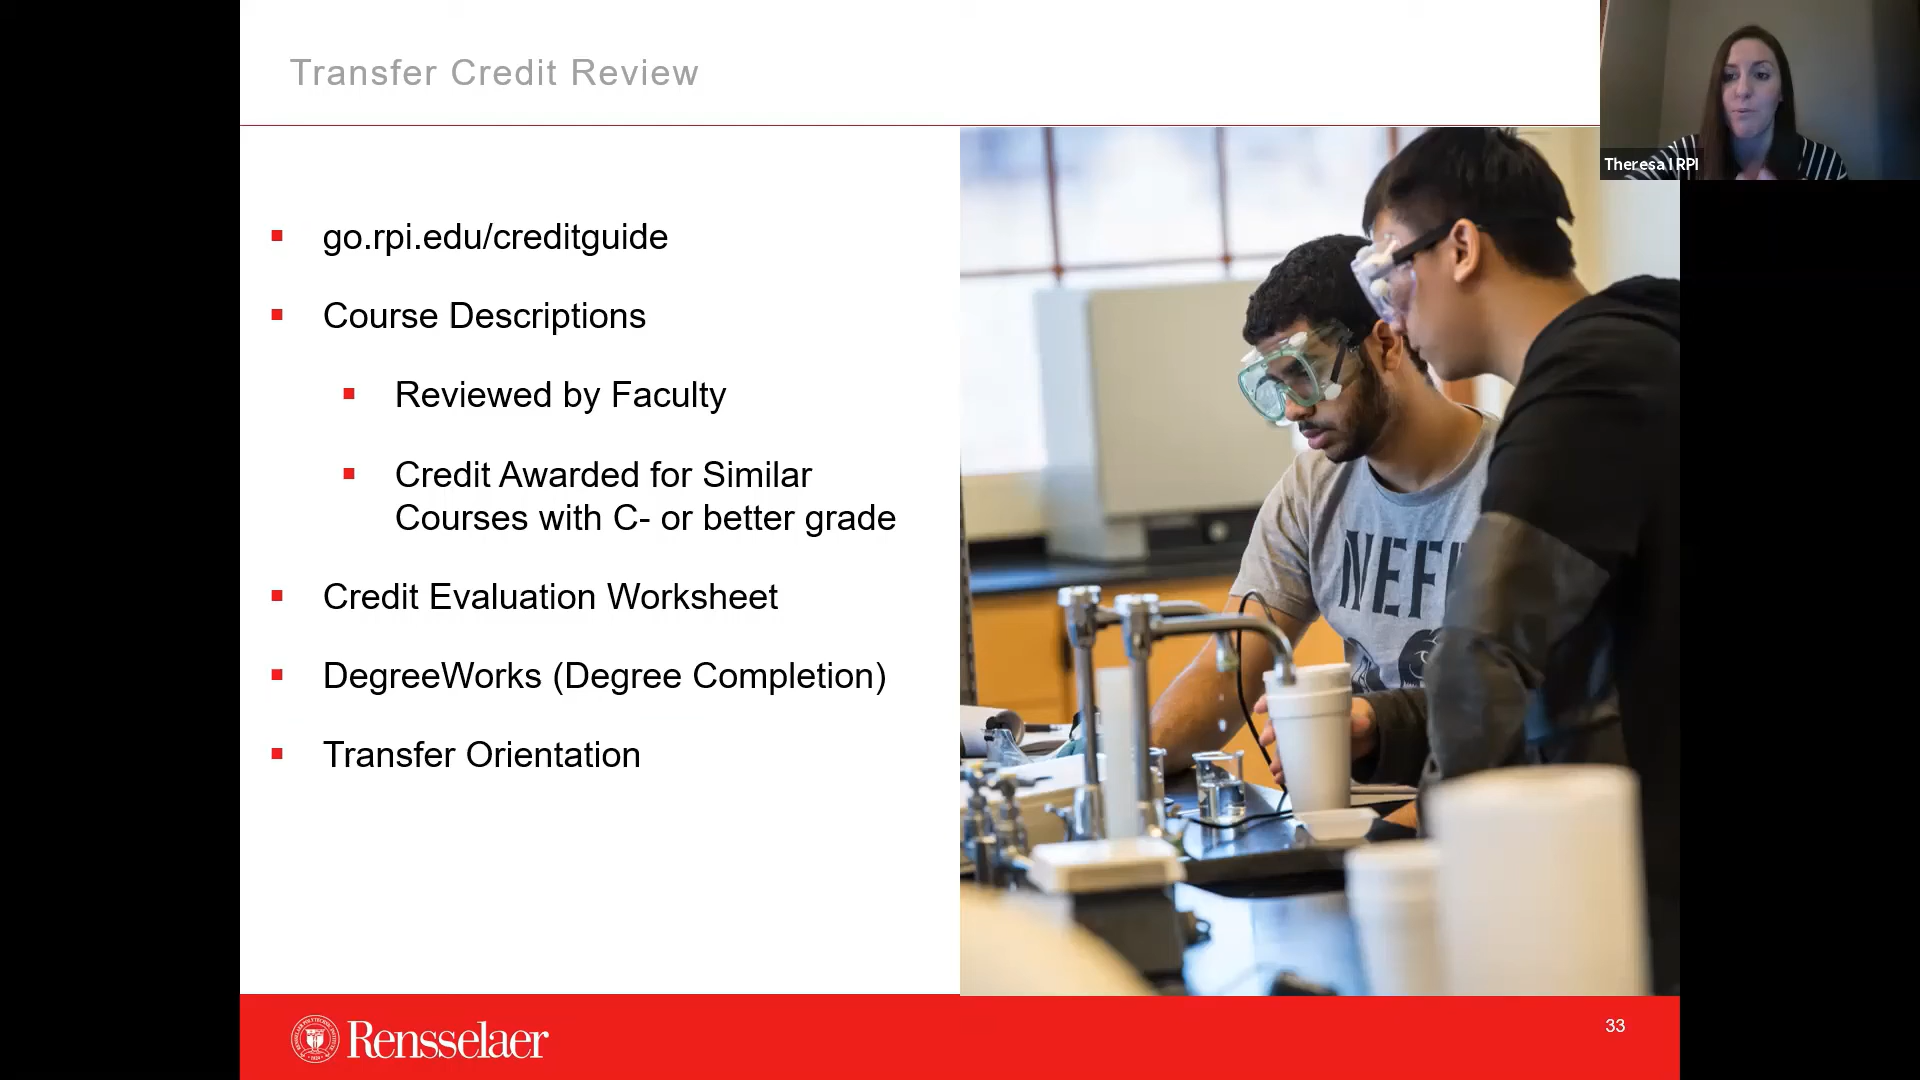 Transfer Credit Review
Theresa I RPI
go.rpi.edu/creditguide
Course Descriptions
Reviewed by Faculty
Credit Awarded for Similar
Courses with C- or better grade
Credit Evaluation Worksheet
DegreeWorks (Degree Completion)
Transfer Orientation
NEF
Rensselaer
33